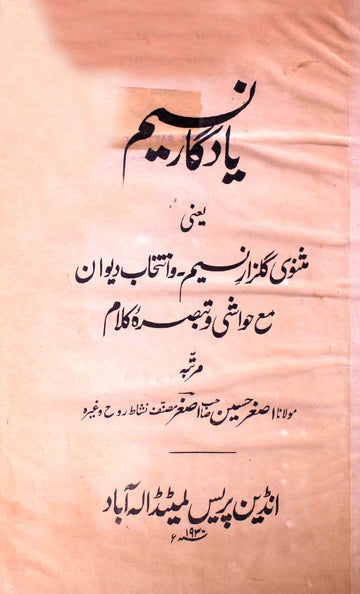 یادگار نسیم
یعنی
مثنوی گلزارِ نسیم ۔ و انتخاب دیوان
مع حواشی و تبصرۂ کلام
مرتبہ
مولانا اصغر حسین صاحب اصغر مصنف نشاط روح وغیرہ
انڈین پریس لمیٹڈ الہ آباد
۱۹۳۰ء